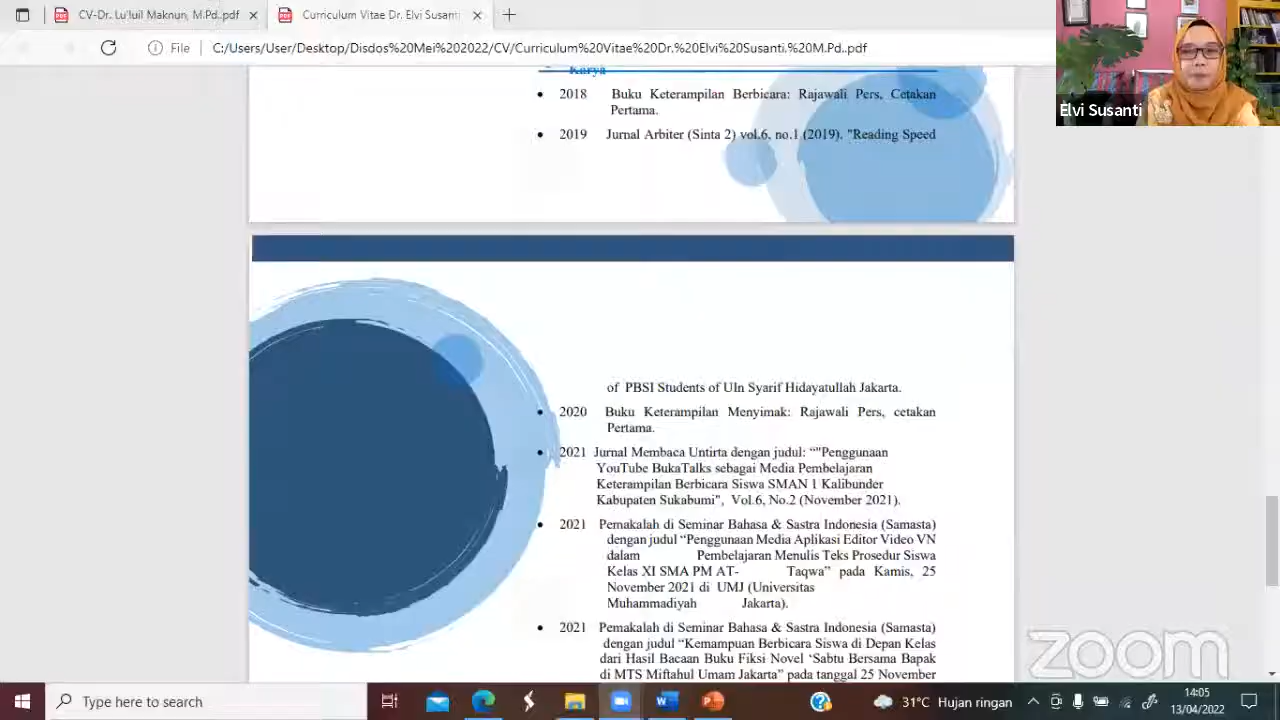 CV-Dr. Lu'luil Maknun, M.Pd..pdf
Curriculum Vitae Dr. Elvi Susanti
File
C:/Users/User/Desktop/Disdos%20Mei%202022/CV/Curriculum%20Vitae%20Dr.%20Elvi%20Susanti.%20M.Pd..pdf
Elvi Susanti
Karya
• 2018 Buku Keterampilan Berbicara: Rajawali Pers, Cetakan
Pertama.
• 2019 Jurnal Arbiter (Sinta 2) vol.6, no.1 (2019). "Reading Speed
of PBSI Students of UIn Syarif Hidayatullah Jakarta.
• 2020 Buku Keterampilan Menyimak: Rajawali Pers, cetakan
Pertama.
• 2021 Jurnal Membaca Untirta dengan judul: “"Penggunaan
YouTube BukaTalks sebagai Media Pembelajaran
Keterampilan Berbicara Siswa SMAN 1 Kalibunder
Kabupaten Sukabumi", Vol.6, No.2 (November 2021).
• 2021 Pemakalah di Seminar Bahasa & Sastra Indonesia (Samasta)
dengan judul “Penggunaan Media Aplikasi Editor Video VN
dalam Pembelajaran Menulis Teks Prosedur Siswa
Kelas XI SMA PM AT- Taqwa” pada Kamis, 25
November 2021 di UMJ (Universitas
Muhammadiyah Jakarta).
• 2021 Pemakalah di Seminar Bahasa & Sastra Indonesia (Samasta)
dengan judul “Kemampuan Berbicara Siswa di Depan Kelas
dari Hasil Bacaan Buku Fiksi Novel ‘Sabtu Bersama Bapak
di MTS Miftahul Umam Jakarta” pada tanggal 25 November
zoom
Type here to search
31°C Hujan ringan
14:05
13/04/2022